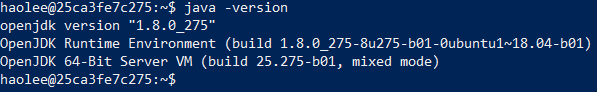 haolee@25ca3fe7c275:~$ java -version
openjdk version "1.8.0_275"
OpenJDK Runtime Environment (build 1.8.0_275-8u275-b01-0ubuntu1~18.04-b01)
OpenJDK 64-Bit Server VM (build 25.275-b01, mixed mode)
haolee@25ca3fe7c275:~$